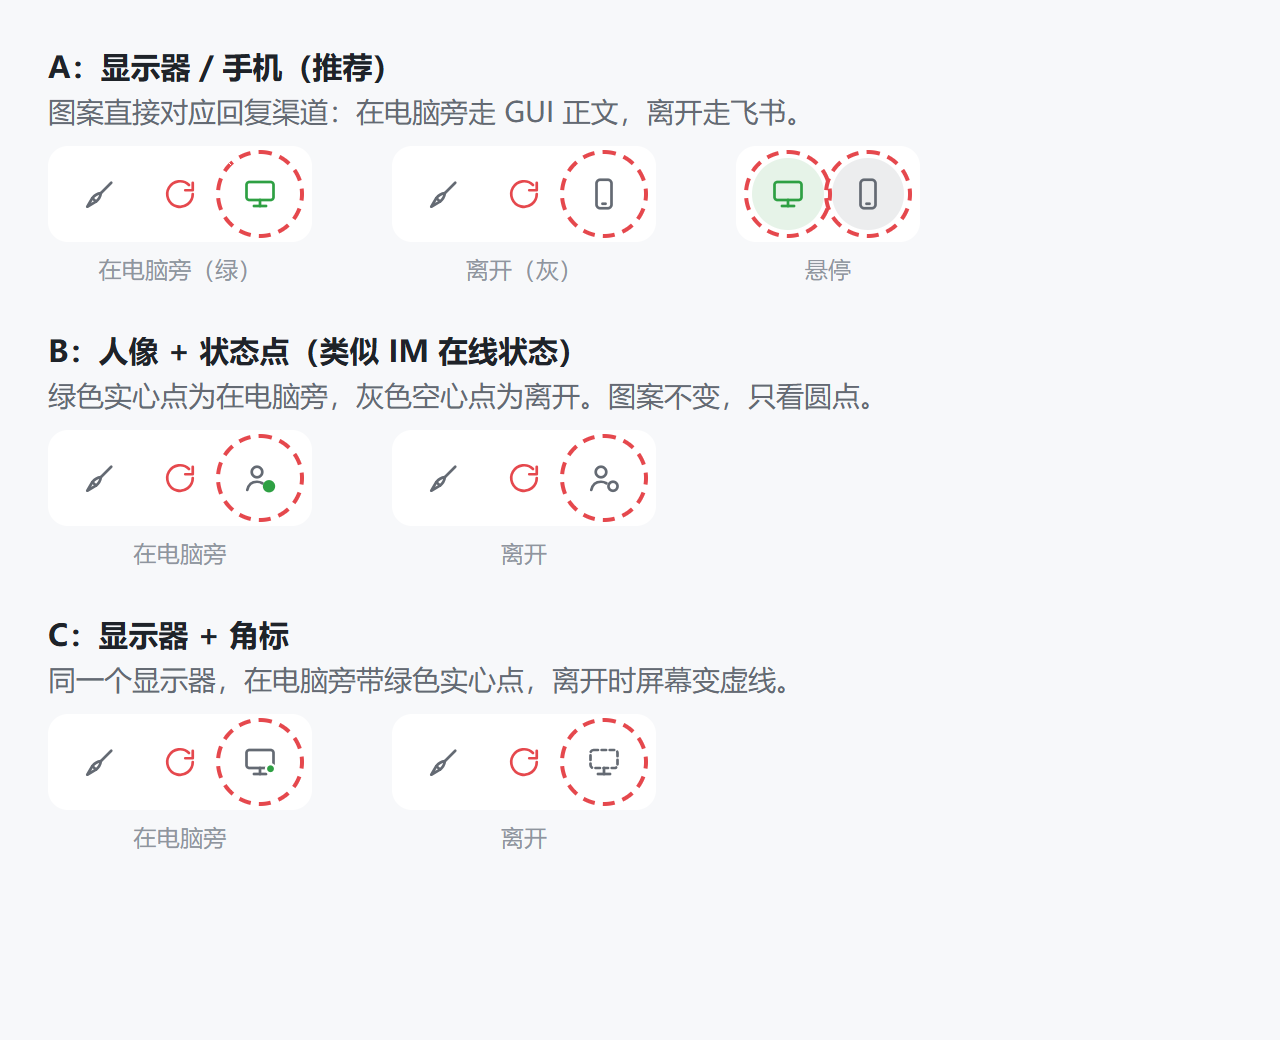 A：显示器 / 手机（推荐）
图案直接对应回复渠道：在电脑旁走 GUI 正文，离开走飞书。
在电脑旁（绿）
离开（灰）
悬停
B：人像 + 状态点（类似 IM 在线状态）
绿色实心点为在电脑旁，灰色空心点为离开。图案不变，只看圆点。
在电脑旁
离开
C：显示器 + 角标
同一个显示器，在电脑旁带绿色实心点，离开时屏幕变虚线。
在电脑旁
离开